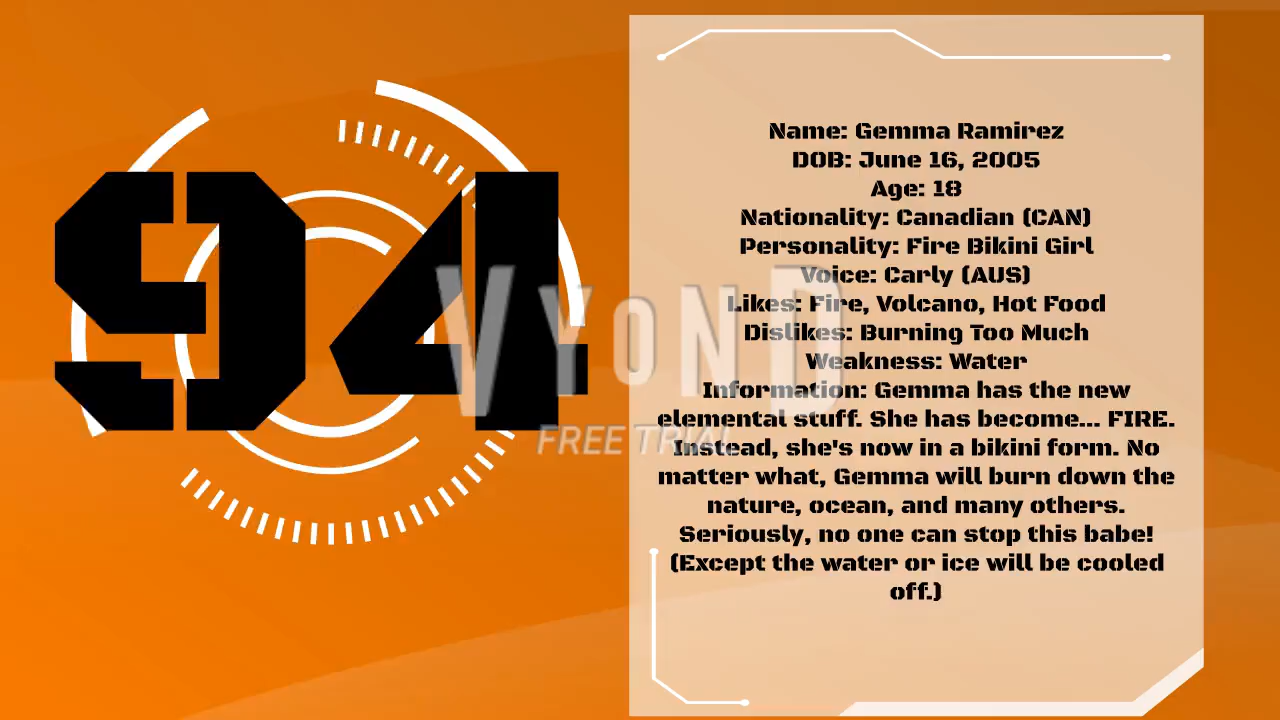 94
Name: Gemma Ramirez
DOB: June 16, 2005
Age: 18
Nationality: Canadian (CAN)
Personality: Fire Bikini Girl
Voice: Carly (AUS)
Likes: Fire, Volcano, Hot Food
Dislikes: Burning Too Much
Weakness: Water
Information: Gemma has the new
elemental stuff. She has become... FIRE.
Instead, she's now in a bikini form. No
matter what, Gemma will burn down the
nature, ocean, and many others.
Seriously, no one can stop this babe!
(Except the water or ice will be cooled
off.)
VYOND
FREE TRIAL